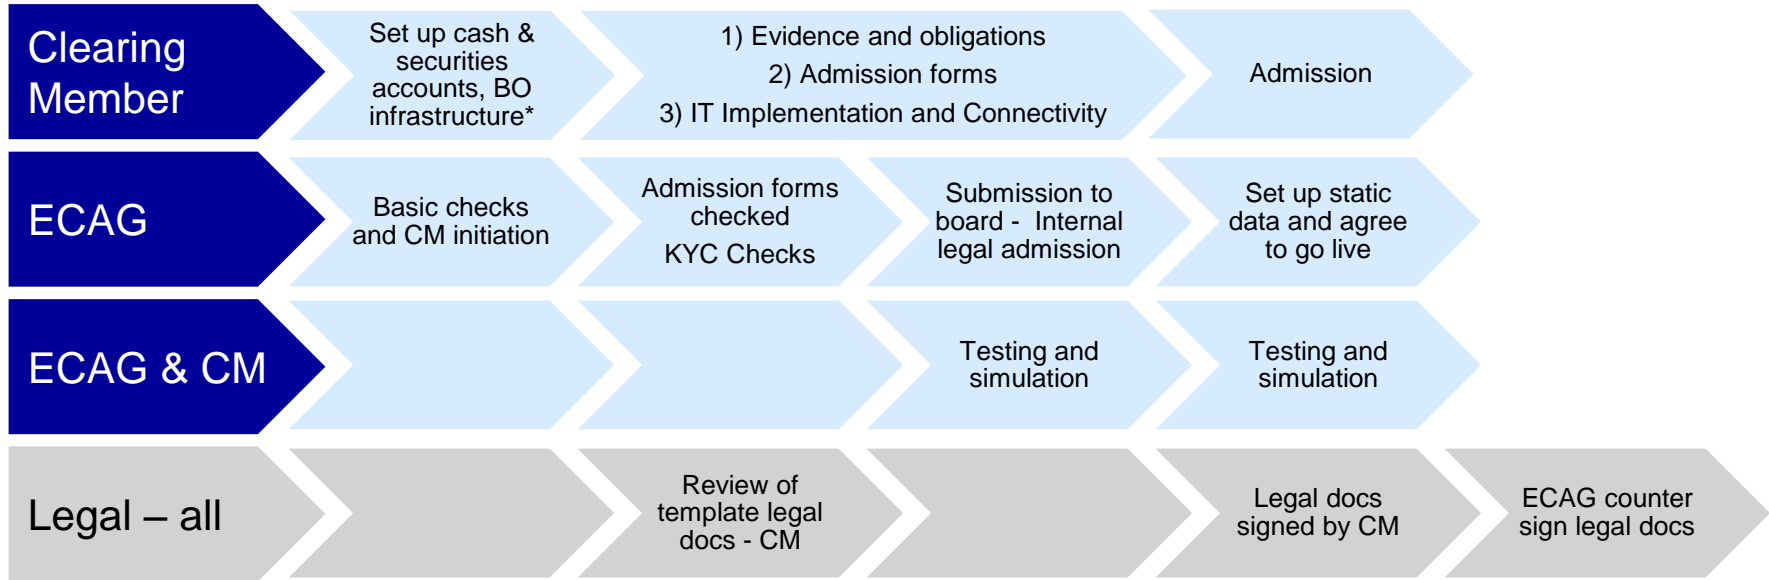 Clearing
Member
Set up cash &
securities
accounts, BO
infrastructure*
1) Evidence and obligations
2) Admission forms
3) IT Implementation and Connectivity
Admission
ECAG
Basic checks
and CM initiation
Admission forms
checked
KYC Checks
Submission to
board -  Internal
legal admission
Set up static
data and agree
to go live
ECAG & CM
Testing and
simulation
Testing and
simulation
Legal – all
Review of
template legal
docs - CM
Legal docs
signed by CM
ECAG counter
sign legal docs